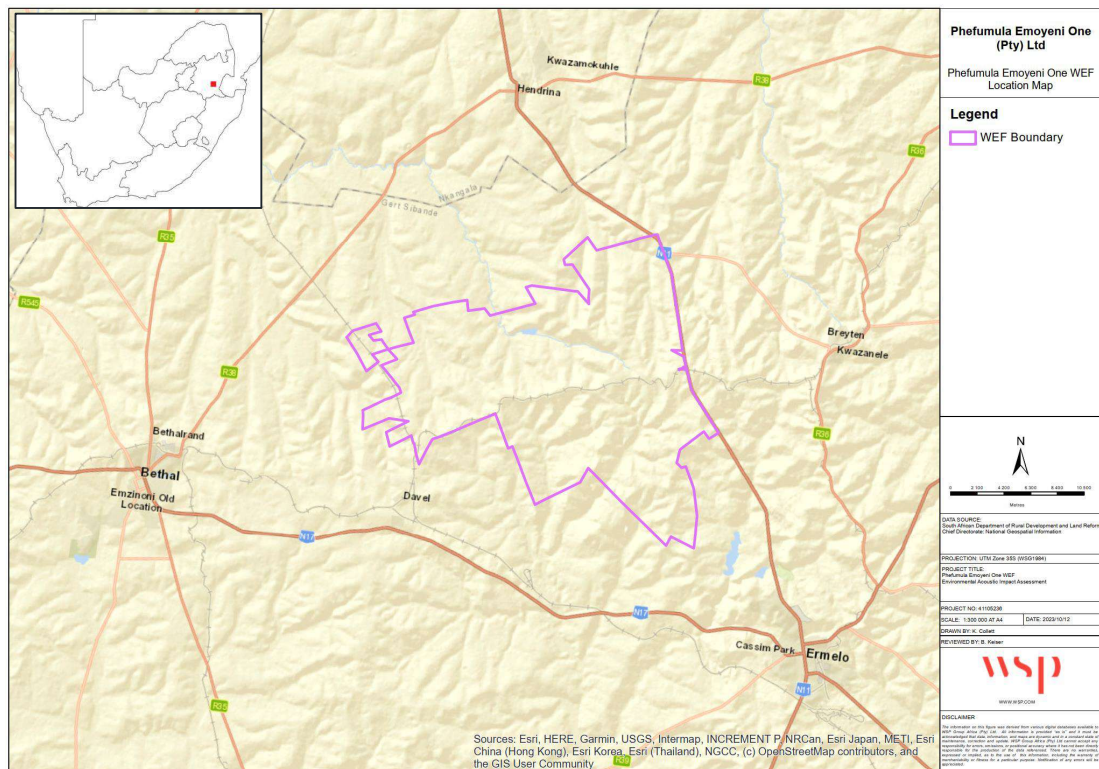 Phefumula Emoyeni One
(Pty) Ltd
Phefumula Emoyeni One WEF
Location Map
Legend
WEF Boundary
Kwazamokuhle
Hendrina
R38
R36
Nkangala
Gert Sibande
R35
N11
R545
Breyten
Kwazanele
R38
R36
Bethalrand
Bethal
Emzinoni Old
Location
Davel
N17
N17
Cassim Park
Ermelo
N11
R35
R39
Sources: Esri, HERE, Garmin, USGS, Intermap, INCREMENT P, NRCan, Esri Japan, METI, Esri
China (Hong Kong), Esri Korea, Esri (Thailand), NGCC, (c) OpenStreetMap contributors, and
the GIS User Community
N
0 2 100 4 200 6 300 8 400 10 500
Metres
DATA SOURCE:
South African Department of Rural Development and Land Reform
Chief Directorate: National Geospatial Information
PROJECTION: UTM Zone 35S (WSG1984)
PROJECT TITLE:
Phefumula Emoyeni One WEF
Environmental Acoustic Impact Assessment
PROJECT NO: 41105236
SCALE: 1:300 000 AT A4 DATE: 2023/10/12
DRAWN BY: K. Collett
REVIEWED BY: B. Keiser
wsp
WWW.WSP.COM
DISCLAIMER